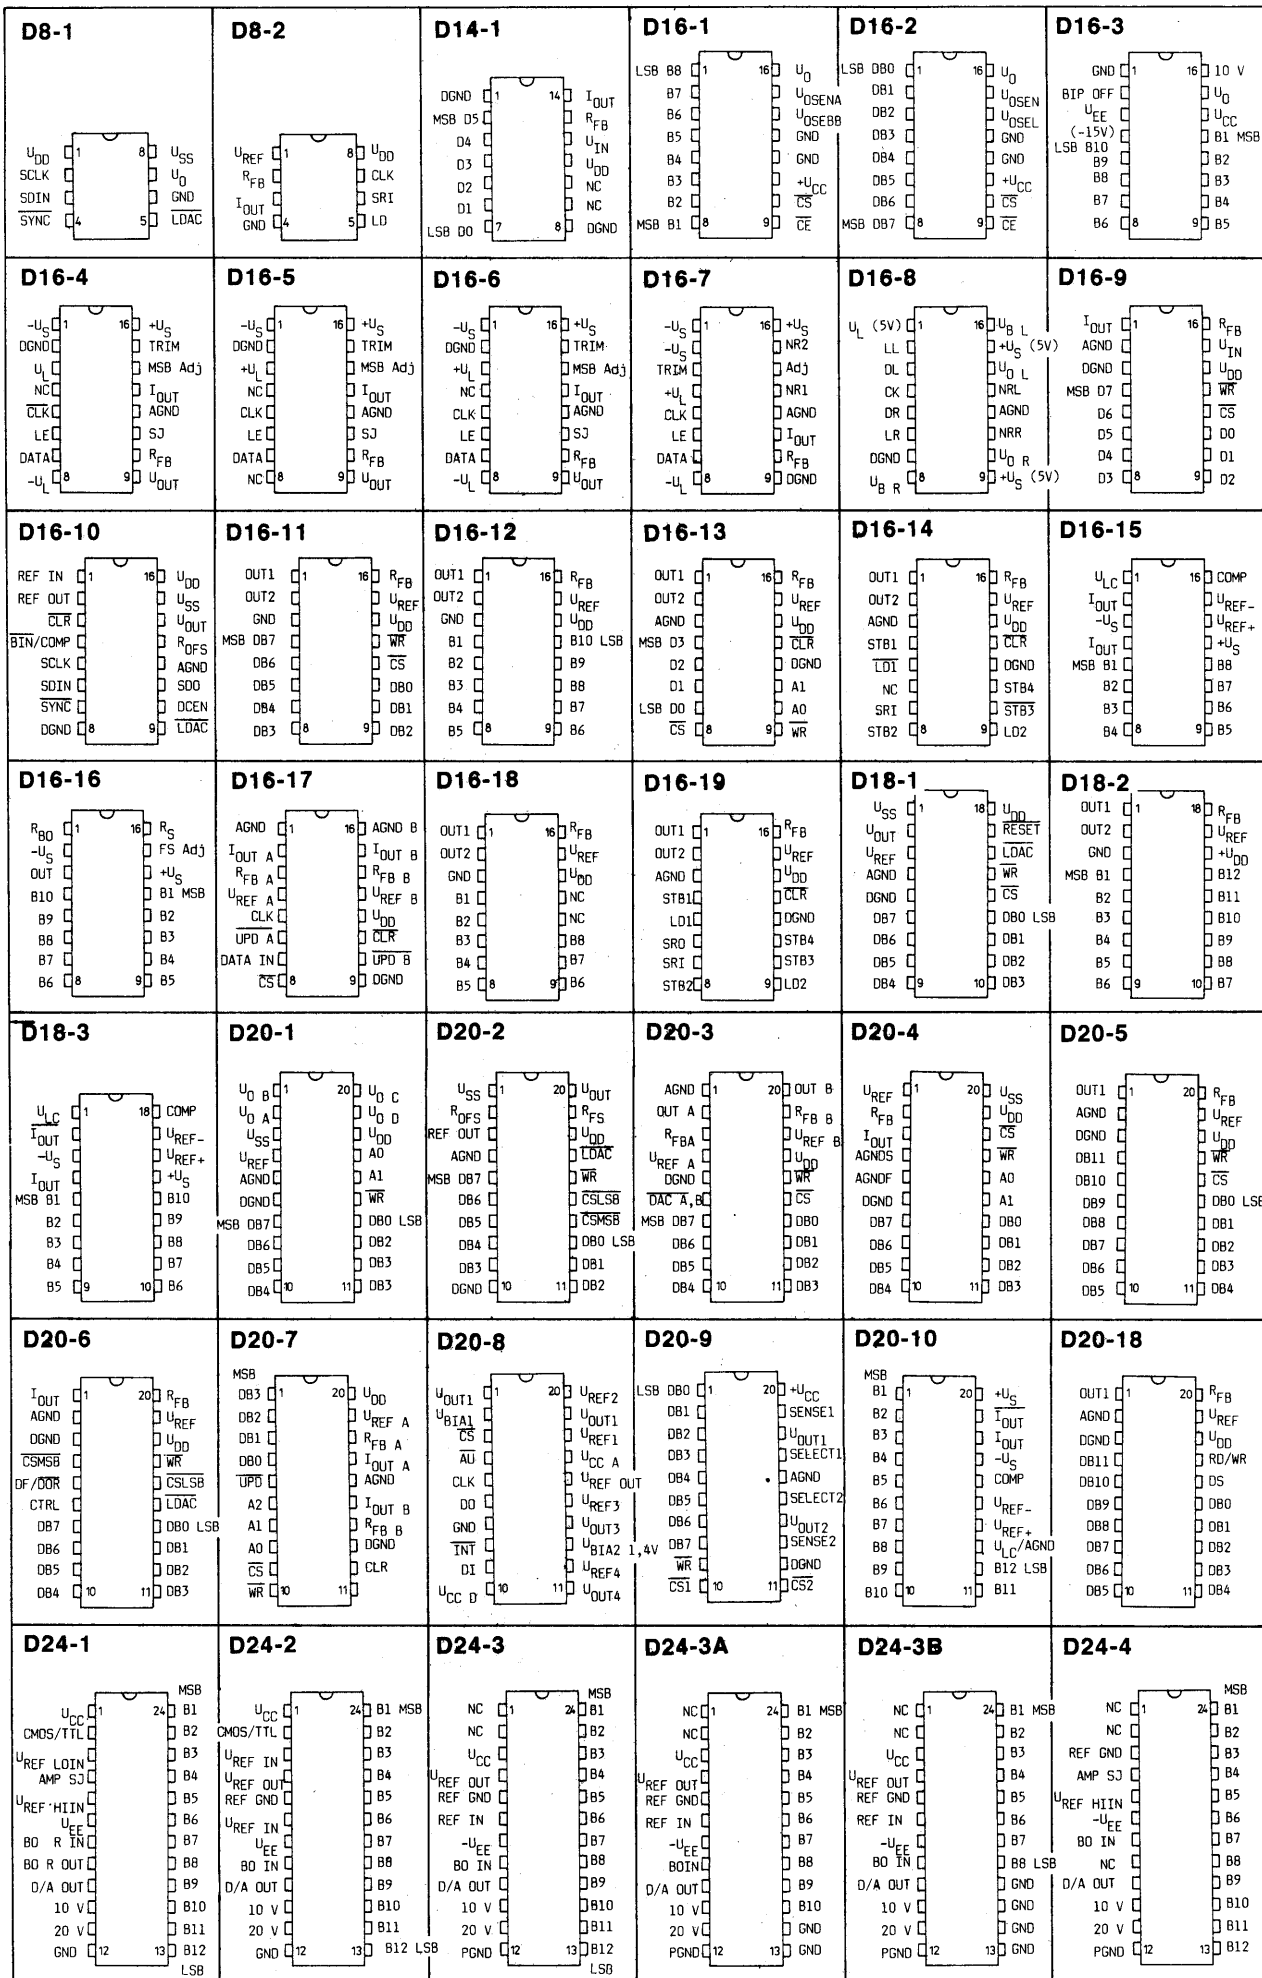 D8-1
U_DD 1 8 U_SS
SCLK U_O
SDIN GND
SYNC 4 5 LDAC
D8-2
U_REF 1 8 U_DD
R_FB CLK
I_OUT SRI
GND 4 5 LD
D14-1
DGND 1 14 I_OUT
MSB D5 R_FB
D4 U_IN
D3 U_DD
D2 NC
D1 NC
LSB D0 7 8 DGND
D16-1
LSB B8 1 16 U_O
B7 U_OSENA
B6 U_OSEBB
B5 GND
B4 GND
B3 +U_CC
B2 CS
MSB B1 8 9 CE
D16-2
LSB DB0 1 16 U_O
DB1 U_OSEN
DB2 U_OSEL
DB3 GND
DB4 GND
DB5 +U_CC
DB6 CS
MSB DB7 8 9 CE
D16-3
GND 1 16 10 V
BIP OFF U_O
U_EE U_CC
(-15V) B1 MSB
LSB B10 B2
B9
B8 B3
B7 B4
B6 8 9 B5
D16-4
-U_S 1 16 +U_S
DGND TRIM
U_L MSB Adj
NC I_OUT
CLK AGND
LE SJ
DATA R_FB
-U_L 8 9 U_OUT
D16-5
-U_S 1 16 +U_S
DGND TRIM
+U_L MSB Adj
NC I_OUT
CLK AGND
LE SJ
DATA R_FB
NC 8 9 U_OUT
D16-6
-U_S 1 16 +U_S
DGND TRIM
+U_L MSB Adj
NC I_OUT
CLK AGND
LE SJ
DATA R_FB
-U_L 8 9 U_OUT
D16-7
-U_S 1 16 +U_S
-U_S NR2
TRIM Adj
+U_L NR1
CLK AGND
LE I_OUT
DATA R_FB
-U_L 8 9 DGND
D16-8
U_L (5V) 1 16 U_B L
LL +U_S (5V)
DL U_O L
CK NRL
DR AGND
LR NRR
DGND U_O R
U_B R 8 9 +U_S (5V)
D16-9
I_OUT 1 16 R_FB
AGND U_IN
DGND U_DD
MSB D7 WR
D6 CS
D5 D0
D4 D1
D3 8 9 D2
D16-10
REF IN 1 16 U_DD
REF OUT U_SS
CLR U_OUT
BIN/COMP R_OFS
SCLK AGND
SDIN SDO
SYNC DCEN
DGND 8 9 LDAC
D16-11
OUT1 1 16 R_FB
OUT2 U_REF
GND U_DD
MSB DB7 WR
DB6 CS
DB5 DB0
DB4 DB1
DB3 8 9 DB2
D16-12
OUT1 1 16 R_FB
OUT2 U_REF
GND U_DD
B1 B10 LSB
B2 B9
B3 B8
B4 B7
B5 8 9 B6
D16-13
OUT1 1 16 R_FB
OUT2 U_REF
AGND U_DD
MSB D3 CLR
D2 DGND
D1 A1
LSB D0 A0
CS 8 9 WR
D16-14
OUT1 1 16 R_FB
OUT2 U_REF
AGND U_DD
STB1 CLR
LD1 DGND
NC STB4
SRI STB3
STB2 8 9 LD2
D16-15
U_LC 1 16 COMP
I_OUT U_REF-
-U_S U_REF+
I_OUT +U_S
MSB B1 B8
B2 B7
B3 B6
B4 8 9 B5
D16-16
R_BO 1 16 R_S
-U_S FS Adj
OUT +U_S
B10 B1 MSB
B9 B2
B8 B3
B7 B4
B6 8 9 B5
D16-17
AGND 1 16 AGND B
I_OUT A I_OUT B
R_FB A R_FB B
U_REF A U_REF B
CLK U_DD
UPD A CLR
DATA IN UPD B
CS 8 9 DGND
D16-18
OUT1 1 16 R_FB
OUT2 U_REF
GND U_DD
B1 NC
B2 NC
B3 B8
B4 B7
B5 8 9 B6
D16-19
OUT1 1 16 R_FB
OUT2 U_REF
AGND U_DD
STB1 CLR
LD1 DGND
SRO STB4
SRI STB3
STB2 8 9 LD2
D18-1
U_SS 1 18 U_DD
U_OUT RESET
U_REF LDAC
AGND WR
DGND CS
DB7 DB0 LSB
DB6 DB1
DB5 DB2
DB4 9 10 DB3
D18-2
OUT1 1 18 R_FB
OUT2 U_REF
GND +U_DD
MSB B1 B12
B2 B11
B3 B10
B4 B9
B5 B8
B6 9 10 B7
D18-3
U_LC 1 18 COMP
I_OUT U_REF-
-U_S U_REF+
I_OUT +U_S
MSB B1 B10
B2 B9
B3 B8
B4 B7
B5 9 10 B6
D20-1
U_O B 1 20 U_O C
U_O A U_O D
U_SS U_DD
U_REF A0
AGND A1
DGND WR
MSB DB7 DB0 LSB
DB6 DB2
DB5 DB3
DB4 10 11 DB3
D20-2
U_SS 1 20 U_OUT
R_OFS R_FS
REF OUT U_DD
AGND LDAC
MSB DB7 WR
DB6 CSLSB
DB5 CSMSB
DB4 DB0 LSB
DB3 DB1
DGND 10 11 DB2
D20-3
AGND 1 20 OUT B
OUT A R_FB B
R_FBA U_REF B
U_REF A U_DD
DGND WR
DAC A,B CS
MSB DB7 DB0
DB6 DB1
DB5 DB2
DB4 10 11 DB3
D20-4
U_REF 1 20 U_SS
R_FB U_DD
I_OUT CS
AGNDS WR
AGNDF A0
DGND A1
DB7 DB0
DB6 DB1
DB5 DB2
DB4 10 11 DB3
D20-5
OUT1 1 20 R_FB
AGND U_REF
DGND U_DD
DB11 WR
DB10 CS
DB9 DB0 LSB
DB8 DB1
DB7 DB2
DB6 DB3
DB5 10 11 DB4
D20-6
I_OUT 1 20 R_FB
AGND U_REF
DGND U_DD
CSMSB WR
DF/DOR CSLSB
CTRL LDAC
DB7 DB0 LSB
DB6 DB1
DB5 DB2
DB4 10 11 DB3
D20-7
MSB
DB3 1 20 U_DD
DB2 U_REF A
DB1 R_FB A
DB0 I_OUT A
UPD AGND
A2 I_OUT B
A1 R_FB B
A0 DGND
CS CLR
WR 10 11
D20-8
U_OUT1 1 20 U_REF2
U_BIA1 U_OUT1
CS U_REF1
AU U_CC A
CLK U_REF OUT
DO U_REF3
GND U_OUT3
INT U_BIA2 1,4V
DI U_REF4
U_CC D 10 11 U_OUT4
D20-9
LSB DB0 1 20 +U_CC
DB1 SENSE1
DB2 U_OUT1
DB3 SELECT1
DB4 AGND
DB5 SELECT2
DB6 U_OUT2
DB7 SENSE2
WR DGND
CS1 10 11 CS2
D20-10
MSB
B1 1 20 +U_S
B2 I_OUT
B3 I_OUT
B4 -U_S
B5 COMP
B6 U_REF-
B7 U_REF+
B8 U_LC/AGND
B9 B12 LSB
B10 10 11 B11
D20-18
OUT1 1 20 R_FB
AGND U_REF
DGND U_DD
DB11 RD/WR
DB10 DS
DB9 DB0
DB8 DB1
DB7 DB2
DB6 DB3
DB5 10 11 DB4
D24-1
MSB
U_CC 1 24 B1
CMOS/TTL B2
U_REF LOIN B3
AMP SJ B4
U_REF HIIN B5
U_EE B6
BO R IN B7
BO R OUT B8
D/A OUT B9
10 V B10
20 V B11
GND 12 13 B12
LSB
D24-2
U_CC 1 24 B1 MSB
CMOS/TTL B2
U_REF IN B3
U_REF OUT B4
REF GND B5
U_REF IN B6
U_EE B7
BO IN B8
D/A OUT B9
10 V B10
20 V B11
GND 12 13 B12 LSB
D24-3
MSB
NC 1 24 B1
NC B2
U_CC B3
U_REF OUT B4
REF GND B5
REF IN B6
-U_EE B7
BO IN B8
D/A OUT B9
10 V B10
20 V B11
PGND 12 13 B12
LSB
D24-3A
NC 1 24 B1 MSB
NC B2
U_CC B3
U_REF OUT B4
REF GND B5
REF IN B6
-U_EE B7
BOIN B8
D/A OUT B9
10 V B10
20 V GND
PGND 12 13 GND
D24-3B
NC 1 24 B1 MSB
NC B2
U_CC B3
U_REF OUT B4
REF GND B5
REF IN B6
-U_EE B7
BO IN B8 LSB
D/A OUT GND
10 V GND
20 V GND
PGND 12 13 GND
D24-4
MSB
NC 1 24 B1
NC B2
REF GND B3
AMP SJ B4
U_REF HIIN B5
-U_EE B6
BO IN B7
NC B8
D/A OUT B9
10 V B10
20 V B11
PGND 12 13 B12